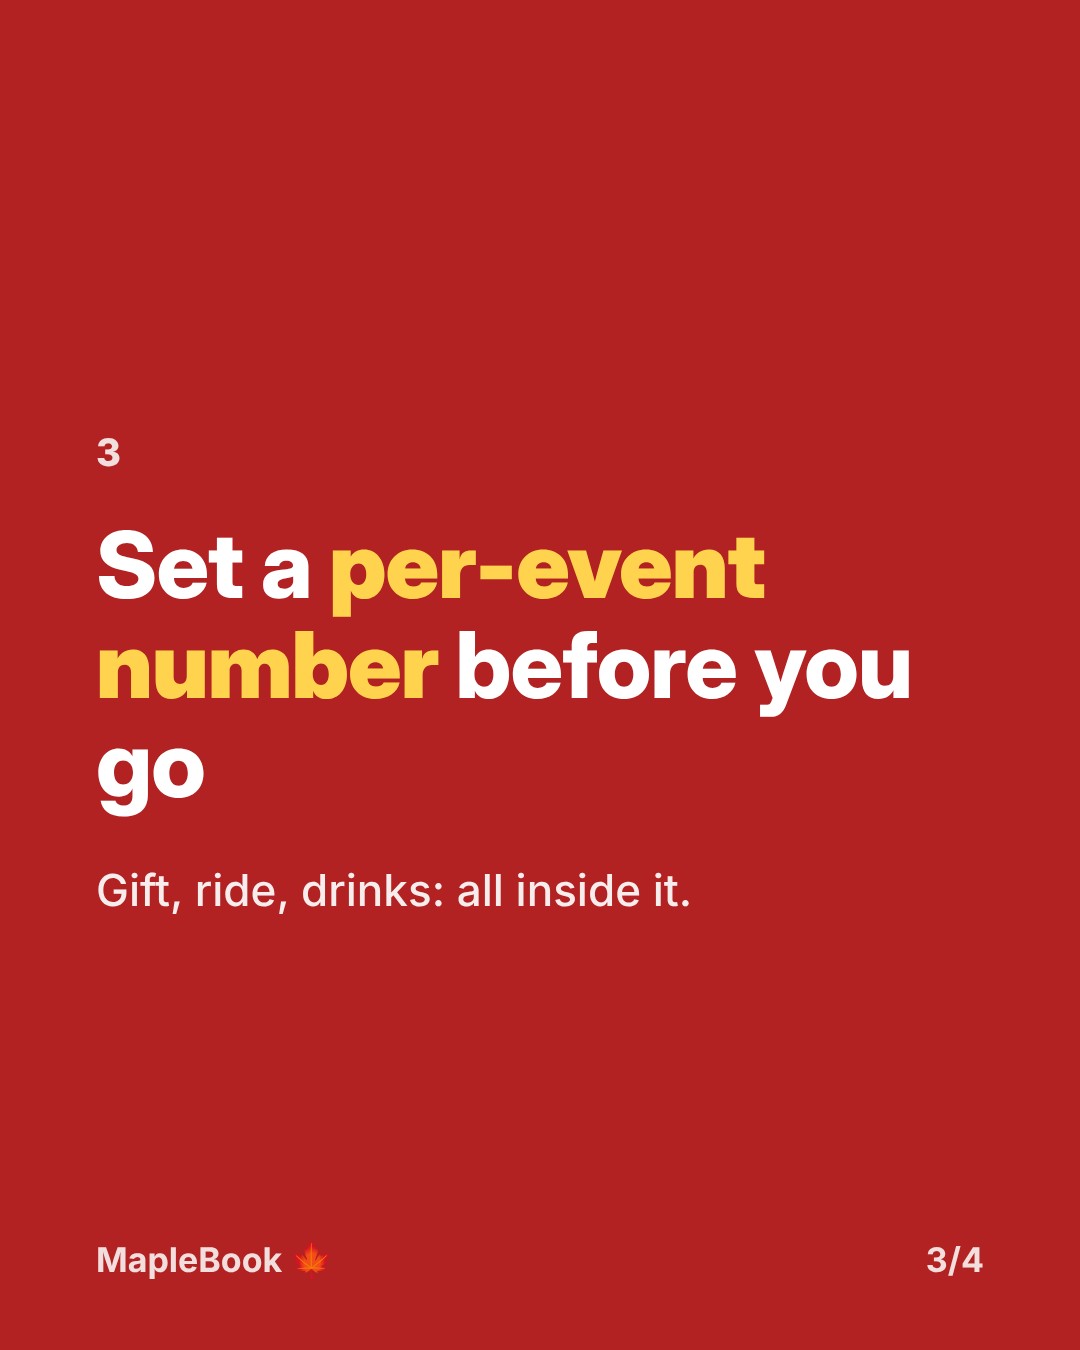 3
Set a per-event
number before you
go
Gift, ride, drinks: all inside it.
MapleBook 🍁
3/4